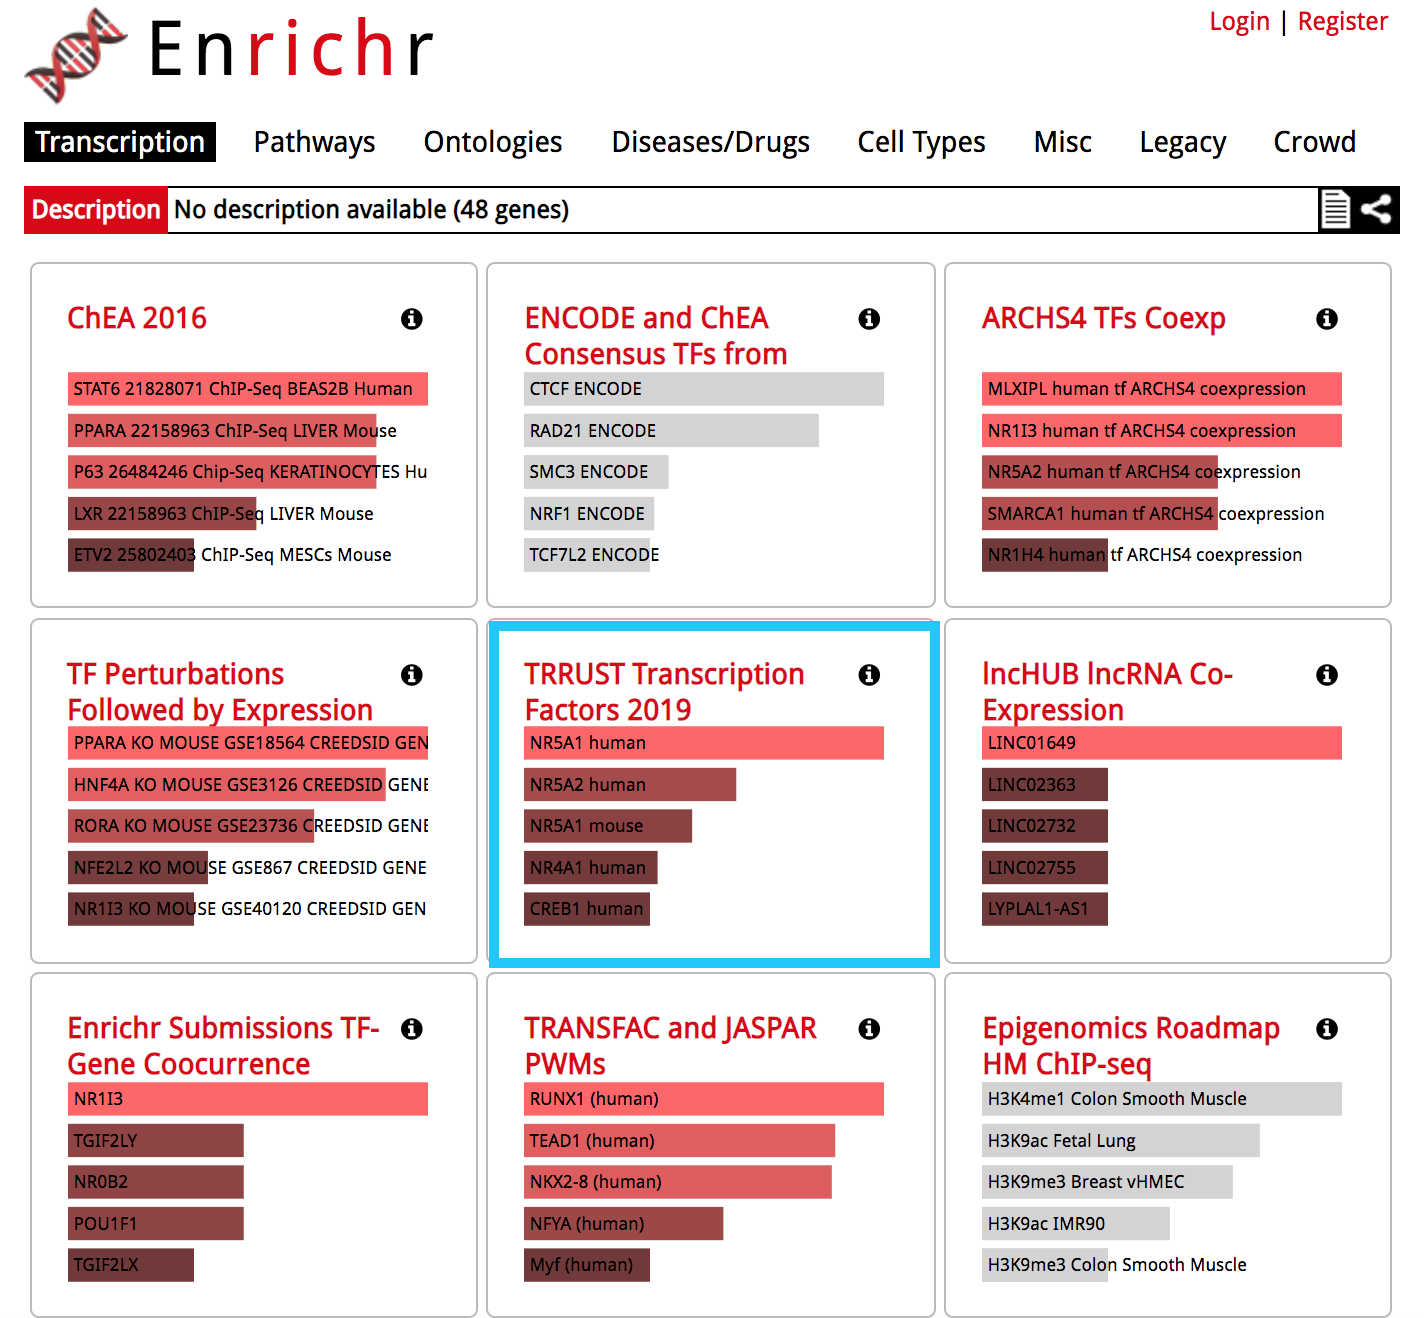 Enrichr
Login | Register
Transcription Pathways Ontologies Diseases/Drugs Cell Types Misc Legacy Crowd
Description No description available (48 genes)
ChEA 2016
STAT6 21828071 ChIP-Seq BEAS2B Human
PPARA 22158963 ChIP-Seq LIVER Mouse
P63 26484246 Chip-Seq KERATINOCYTES Hu
LXR 22158963 ChIP-Seq LIVER Mouse
ETV2 25802403 ChIP-Seq MESCs Mouse
ENCODE and ChEA
Consensus TFs from
CTCF ENCODE
RAD21 ENCODE
SMC3 ENCODE
NRF1 ENCODE
TCF7L2 ENCODE
ARCHS4 TFs Coexp
MLXIPL human tf ARCHS4 coexpression
NR1I3 human tf ARCHS4 coexpression
NR5A2 human tf ARCHS4 coexpression
SMARCA1 human tf ARCHS4 coexpression
NR1H4 human tf ARCHS4 coexpression
TF Perturbations
Followed by Expression
PPARA KO MOUSE GSE18564 CREEDSID GEN
HNF4A KO MOUSE GSE3126 CREEDSID GENE
RORA KO MOUSE GSE23736 CREEDSID GENE
NFE2L2 KO MOUSE GSE867 CREEDSID GENE
NR1I3 KO MOUSE GSE40120 CREEDSID GEN
TRRUST Transcription
Factors 2019
NR5A1 human
NR5A2 human
NR5A1 mouse
NR4A1 human
CREB1 human
lncHUB lncRNA Co-
Expression
LINC01649
LINC02363
LINC02732
LINC02755
LYPLAL1-AS1
Enrichr Submissions TF-
Gene Coocurrence
NR1I3
TGIF2LY
NR0B2
POU1F1
TGIF2LX
TRANSFAC and JASPAR
PWMs
RUNX1 (human)
TEAD1 (human)
NKX2-8 (human)
NFYA (human)
Myf (human)
Epigenomics Roadmap
HM ChIP-seq
H3K4me1 Colon Smooth Muscle
H3K9ac Fetal Lung
H3K9me3 Breast vHMEC
H3K9ac IMR90
H3K9me3 Colon Smooth Muscle